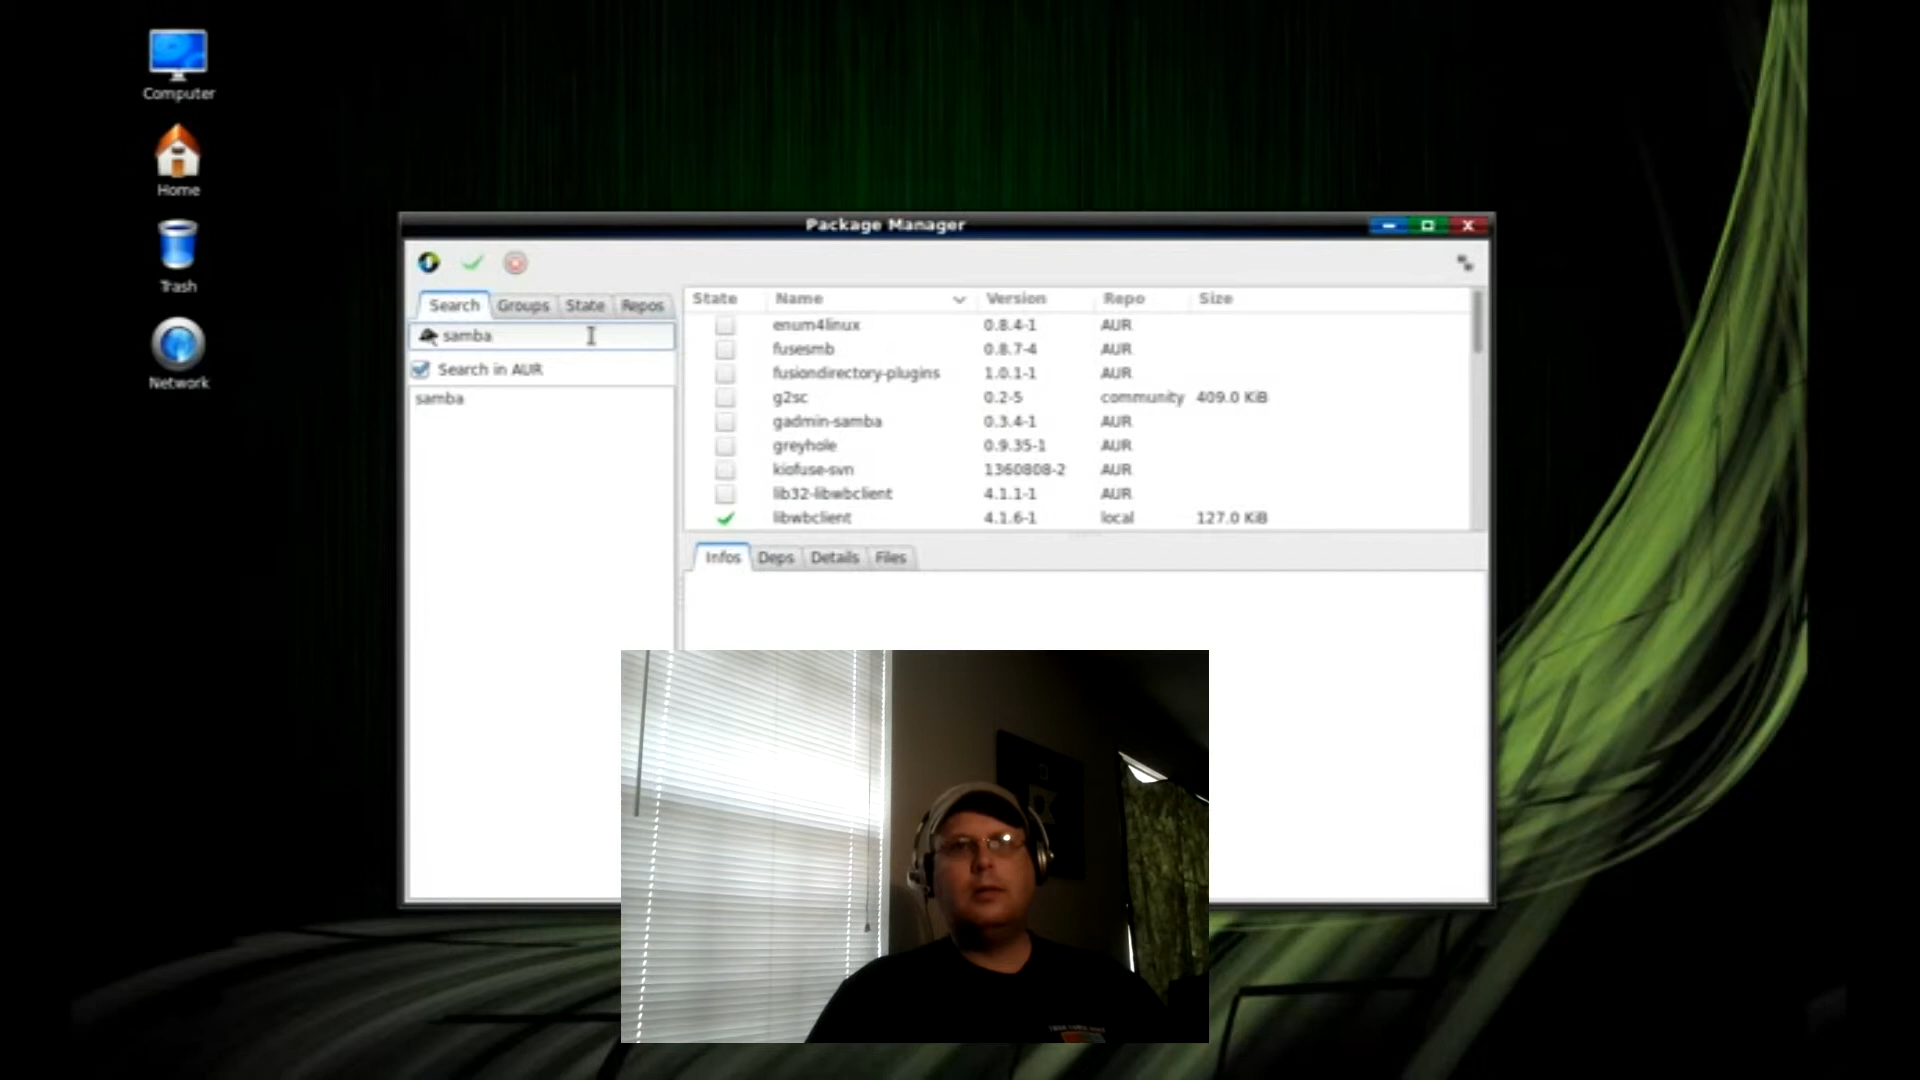 Computer
Home
Trash
Network
Package Manager
Search Groups State Repos
samba
Search in AUR
samba
State Name Version Repo Size
enum4linux 0.8.4-1 AUR
fusesmb 0.8.7-4 AUR
fusiondirectory-plugins 1.0.1-1 AUR
g2sc 0.2-5 community 409.0 KiB
gadmin-samba 0.3.4-1 AUR
greyhole 0.9.35-1 AUR
kiofuse-svn 1360808-2 AUR
lib32-libwbclient 4.1.1-1 AUR
libwbclient 4.1.6-1 local 127.0 KiB
Infos Deps Details Files